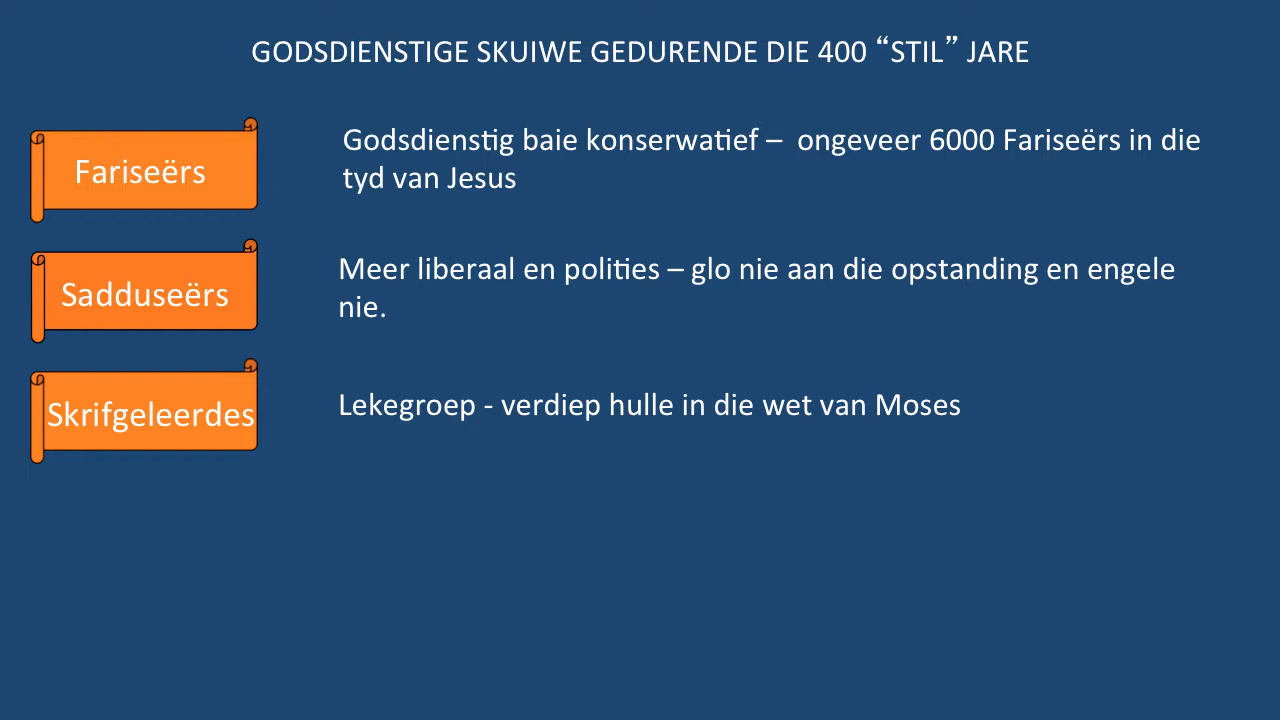 GODSDIENSTIGE SKUIWE GEDURENDE DIE 400 “STIL” JARE
Fariseërs
Godsdienstig baie konserwatief – ongeveer 6000 Fariseërs in die
tyd van Jesus
Sadduseërs
Meer liberaal en polities – glo nie aan die opstanding en engele
nie.
Skrifgeleerdes
Lekegroep - verdiep hulle in die wet van Moses